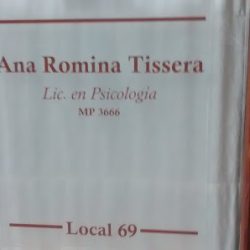 Ana Romina Tissera
Lic. en Psicología
MP 3666
Local 69